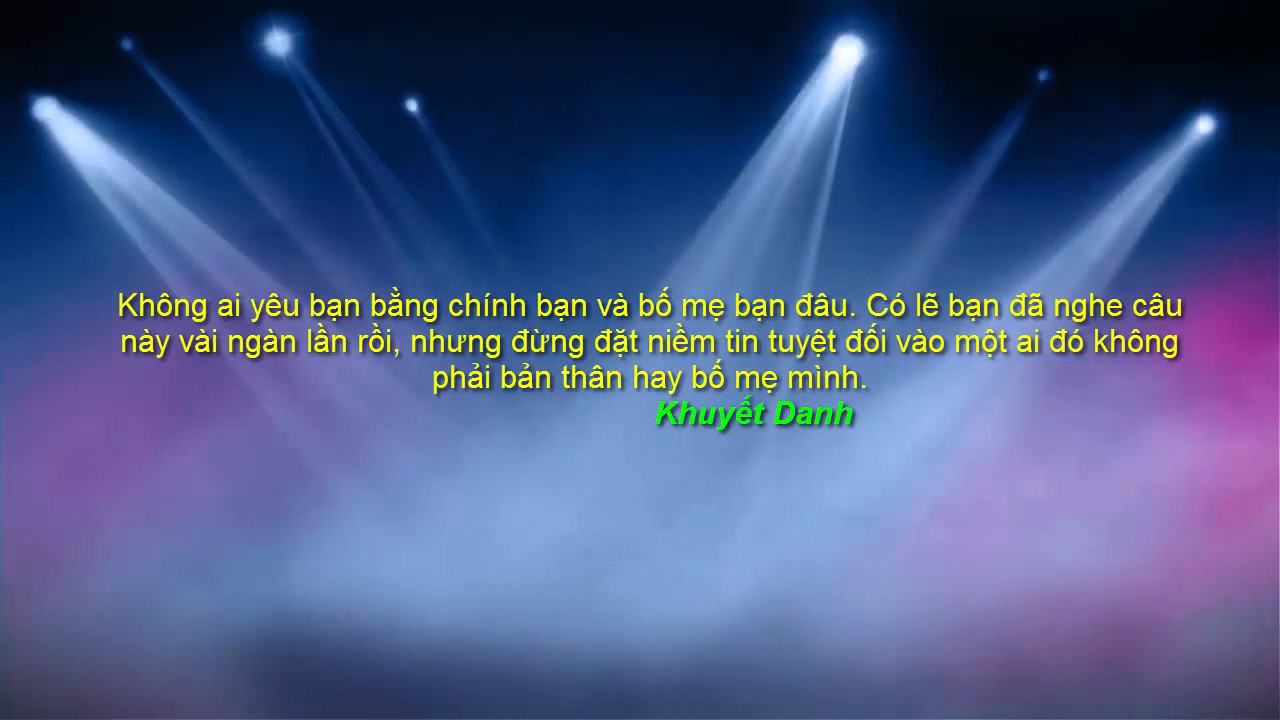 Không ai yêu bạn bằng chính bạn và bố mẹ bạn đâu. Có lẽ bạn đã nghe câu
này vài ngàn lần rồi, nhưng đừng đặt niềm tin tuyệt đối vào một ai đó không
phải bản thân hay bố mẹ mình.
Khuyết Danh